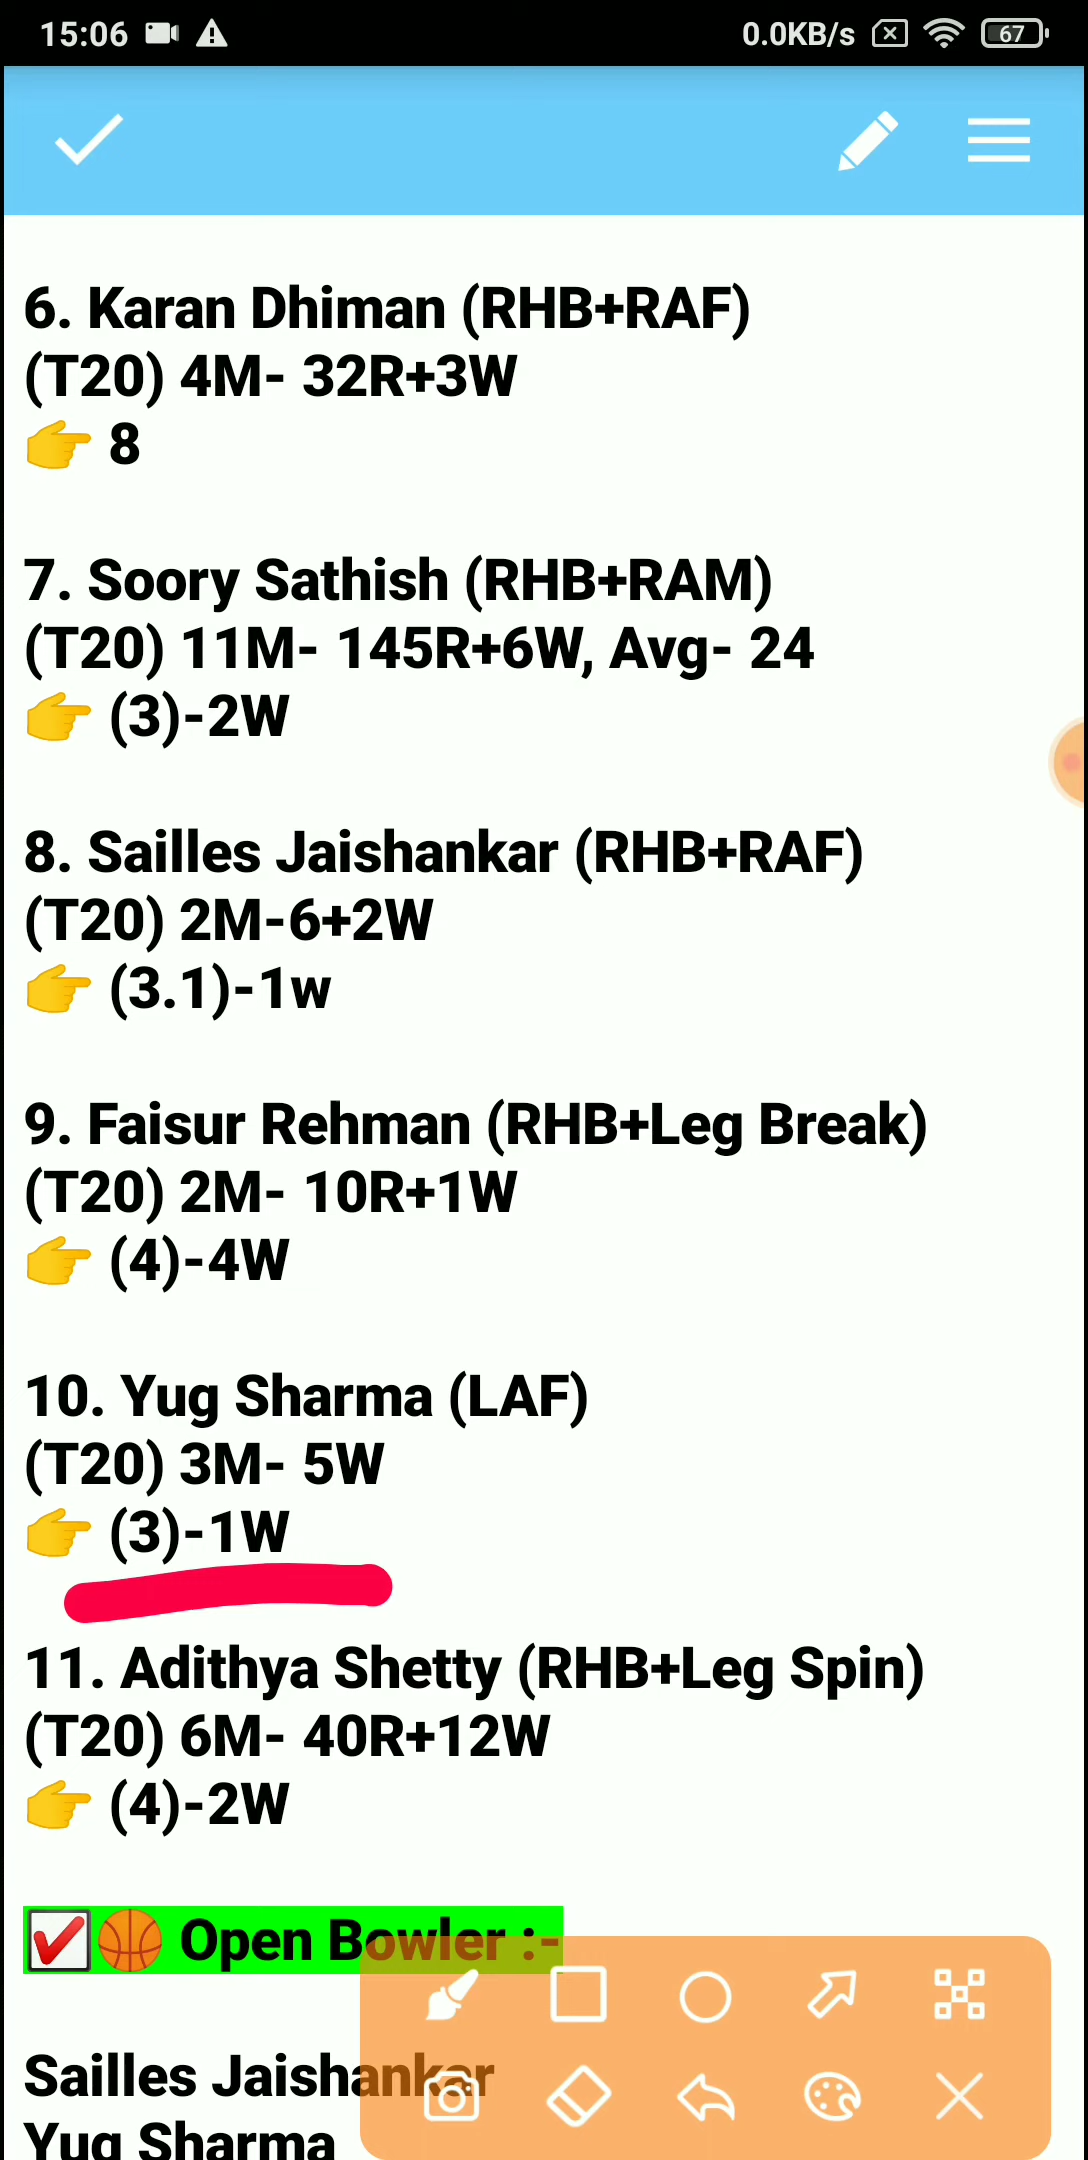 15:06 0.0KB/s 67
6. Karan Dhiman (RHB+RAF)
(T20) 4M- 32R+3W
👉 8
7. Soory Sathish (RHB+RAM)
(T20) 11M- 145R+6W, Avg- 24
👉 (3)-2W
8. Sailles Jaishankar (RHB+RAF)
(T20) 2M-6+2W
👉 (3.1)-1w
9. Faisur Rehman (RHB+Leg Break)
(T20) 2M- 10R+1W
👉 (4)-4W
10. Yug Sharma (LAF)
(T20) 3M- 5W
👉 (3)-1W
11. Adithya Shetty (RHB+Leg Spin)
(T20) 6M- 40R+12W
👉 (4)-2W
☑🏀 Open Bowler :-
Sailles Jaishankar
Yug Sharma